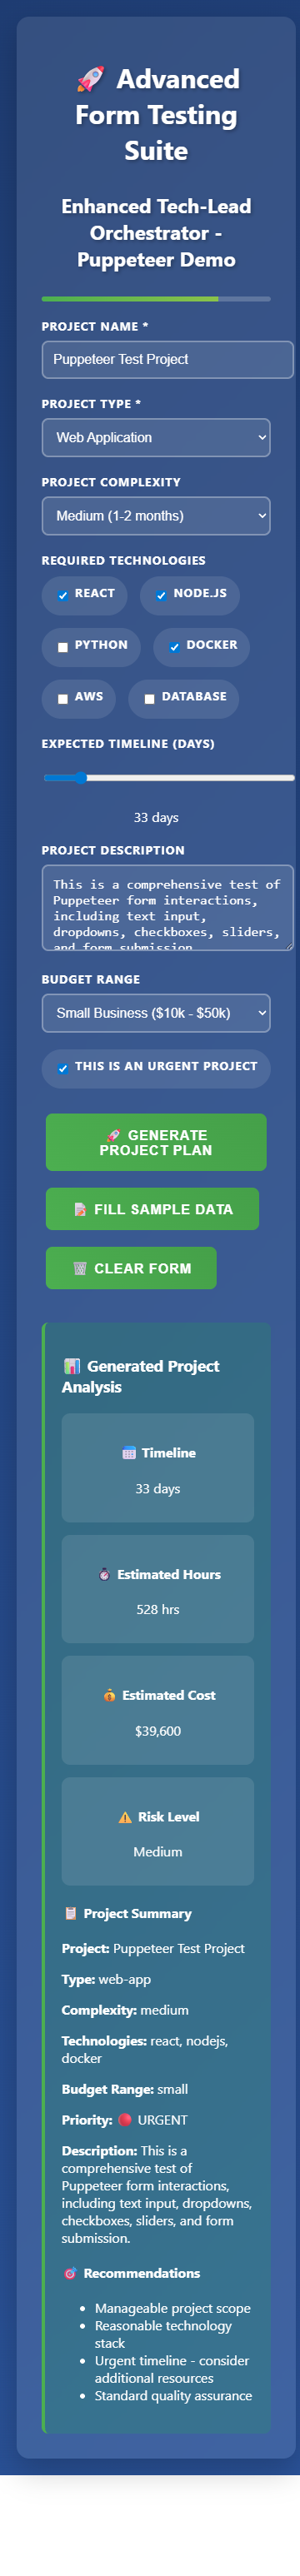 🚀 Advanced
Form Testing
Suite
Enhanced Tech-Lead
Orchestrator -
Puppeteer Demo
PROJECT NAME *
Puppeteer Test Project
PROJECT TYPE *
Web Application
PROJECT COMPLEXITY
Medium (1-2 months)
REQUIRED TECHNOLOGIES
REACT
NODE.JS
PYTHON
DOCKER
AWS
DATABASE
EXPECTED TIMELINE (DAYS)
33 days
PROJECT DESCRIPTION
This is a comprehensive test of
Puppeteer form interactions,
including text input,
dropdowns, checkboxes, sliders,
and form submission.
BUDGET RANGE
Small Business ($10k - $50k)
THIS IS AN URGENT PROJECT
🚀 GENERATE
PROJECT PLAN
📝 FILL SAMPLE DATA
🗑️ CLEAR FORM
📊 Generated Project
Analysis
📅 Timeline
33 days
⏱️ Estimated Hours
528 hrs
💰 Estimated Cost
$39,600
⚠️ Risk Level
Medium
📋 Project Summary
Project: Puppeteer Test Project
Type: web-app
Complexity: medium
Technologies: react, nodejs,
docker
Budget Range: small
Priority: 🔴 URGENT
Description: This is a
comprehensive test of
Puppeteer form interactions,
including text input, dropdowns,
checkboxes, sliders, and form
submission.
🎯 Recommendations
• Manageable project scope
• Reasonable technology
stack
• Urgent timeline - consider
additional resources
• Standard quality assurance